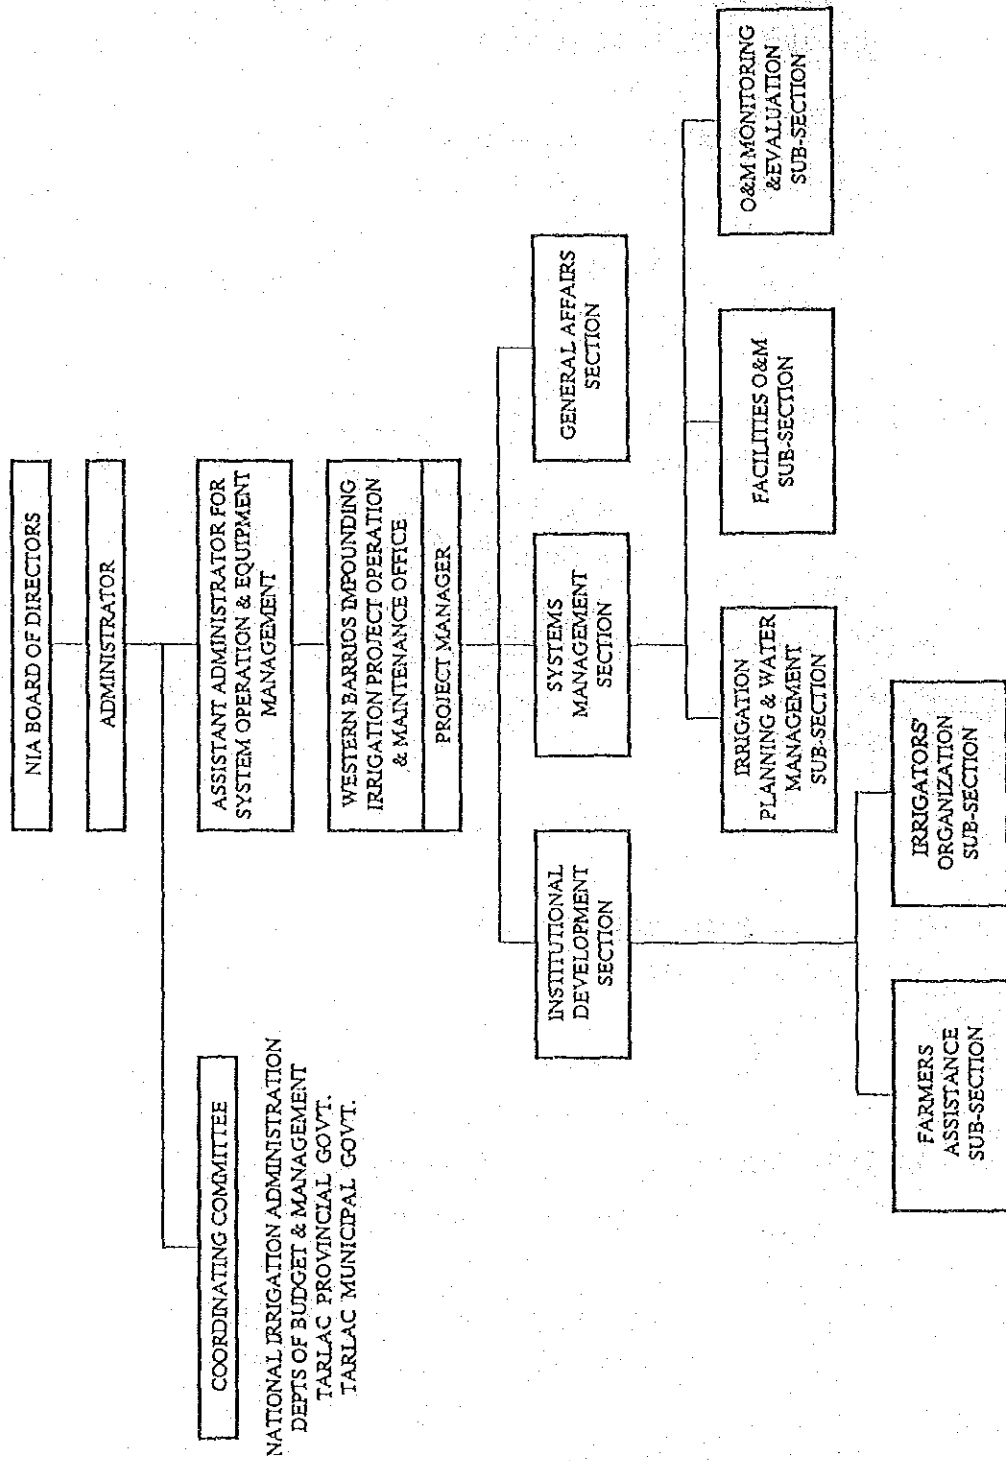 NIA BOARD OF DIRECTORS
ADMINISTRATOR
COORDINATING COMMITTEE
NATIONAL IRRIGATION ADMINISTRATION
DEPTS OF BUDGET & MANAGEMENT
TARLAC PROVINCIAL GOVT.
TARLAC MUNICIPAL GOVT.
ASSISTANT ADMINISTRATOR FOR
SYSTEM OPERATION & EQUIPMENT
MANAGEMENT
WESTERN BARRIOS IMPOUNDING
IRRIGATION PROJECT OPERATION
& MAINTENANCE OFFICE
PROJECT MANAGER
INSTITUTIONAL
DEVELOPMENT
SECTION
SYSTEMS
MANAGEMENT
SECTION
GENERAL AFFAIRS
SECTION
IRRIGATION
PLANNING & WATER
MANAGEMENT
SUB-SECTION
FACILITIES O&M
SUB-SECTION
O&M MONITORING
&EVALUATION
SUB-SECTION
FARMERS
ASSISTANCE
SUB-SECTION
IRRIGATORS'
ORGANIZATION
SUB-SECTION